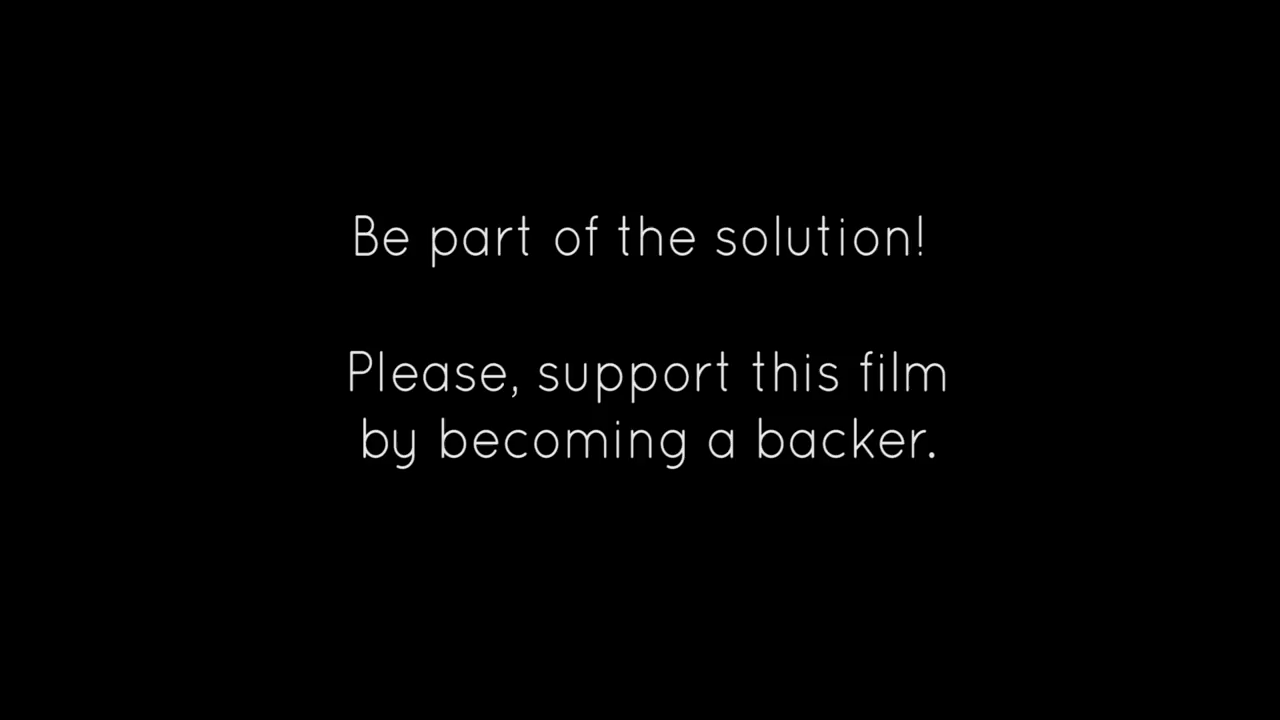 Be part of the solution!
Please, support this film
by becoming a backer.